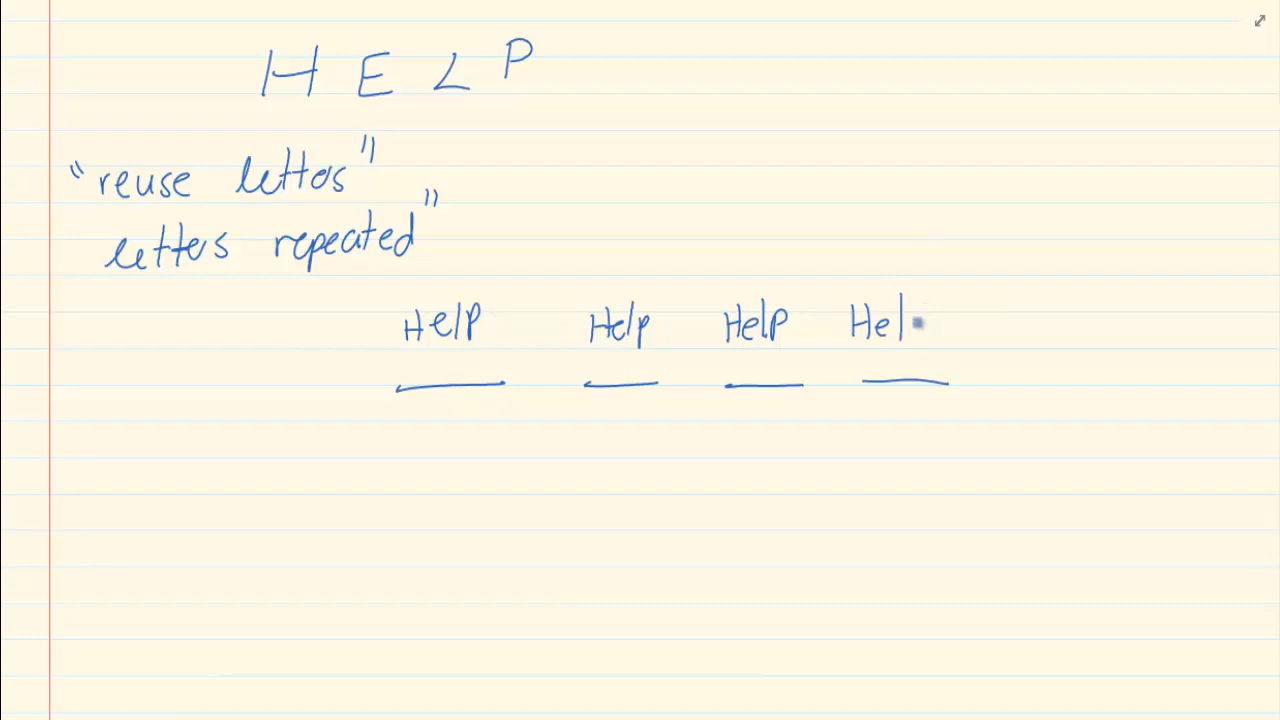 H E L P
"reuse letters"
letters repeated"
Help Help Help Hel